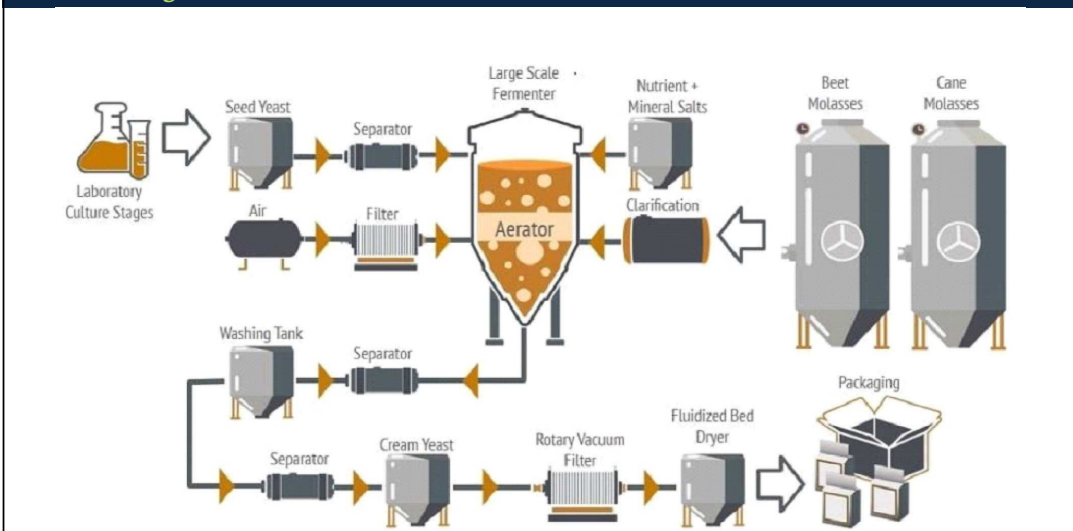 Large Scale
Fermenter
Nutrient +
Mineral Salts
Beet
Molasses
Cane
Molasses
Seed Yeast
Separator
Laboratory
Culture Stages
Air
Filter
Aerator
Clarification
Washing Tank
Separator
Packaging
Separator
Cream Yeast
Rotary Vacuum
Filter
Fluidized Bed
Dryer